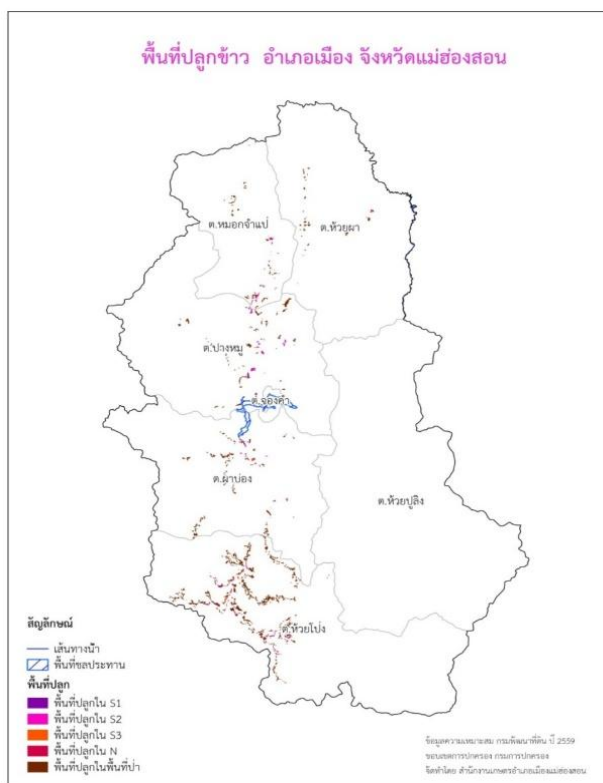 พื้นที่ปลูกข้าว อำเภอเมือง จังหวัดแม่ฮ่องสอน
ต.หมอกจำแป่
ต.ห้วยผา
ต.ปางหมู
ต.จองคำ
ต.ผาบ่อง
ต.ห้วยปูลิง
ต.ห้วยโป่ง
สัญลักษณ์
เส้นทางน้ำ
พื้นที่ชลประทาน
พื้นที่ปลูก
พื้นที่ปลูกใน S1
พื้นที่ปลูกใน S2
พื้นที่ปลูกใน S3
พื้นที่ปลูกใน N
พื้นที่ปลูกในพื้นที่ป่า
ข้อมูลความเหมาะสม กรมพัฒนาที่ดิน ปี 2559
ขอบเขตการปกครอง กรมการปกครอง
จัดทำโดย สำนักงานเกษตรอำเภอเมืองแม่ฮ่องสอน